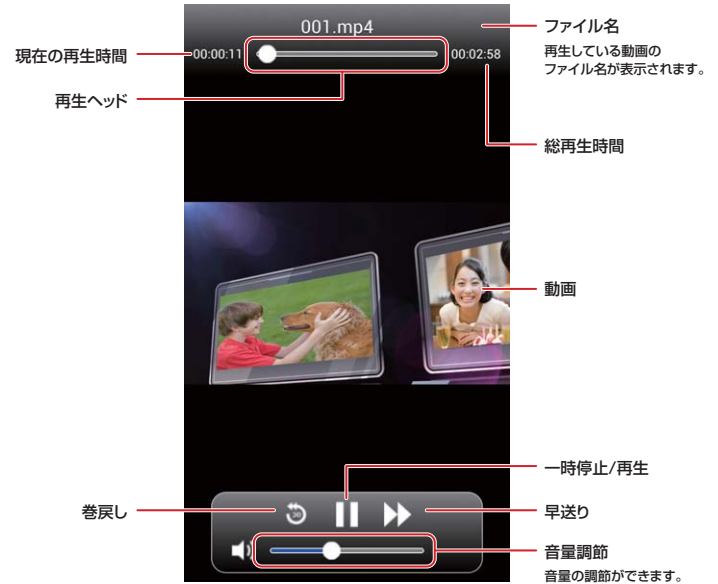 001.mp4
ファイル名
再生している動画の
ファイル名が表示されます。
現在の再生時間
00:00:11
00:02:58
再生ヘッド
総再生時間
動画
一時停止/再生
巻戻し
30
早送り
音量調節
音量の調節ができます。